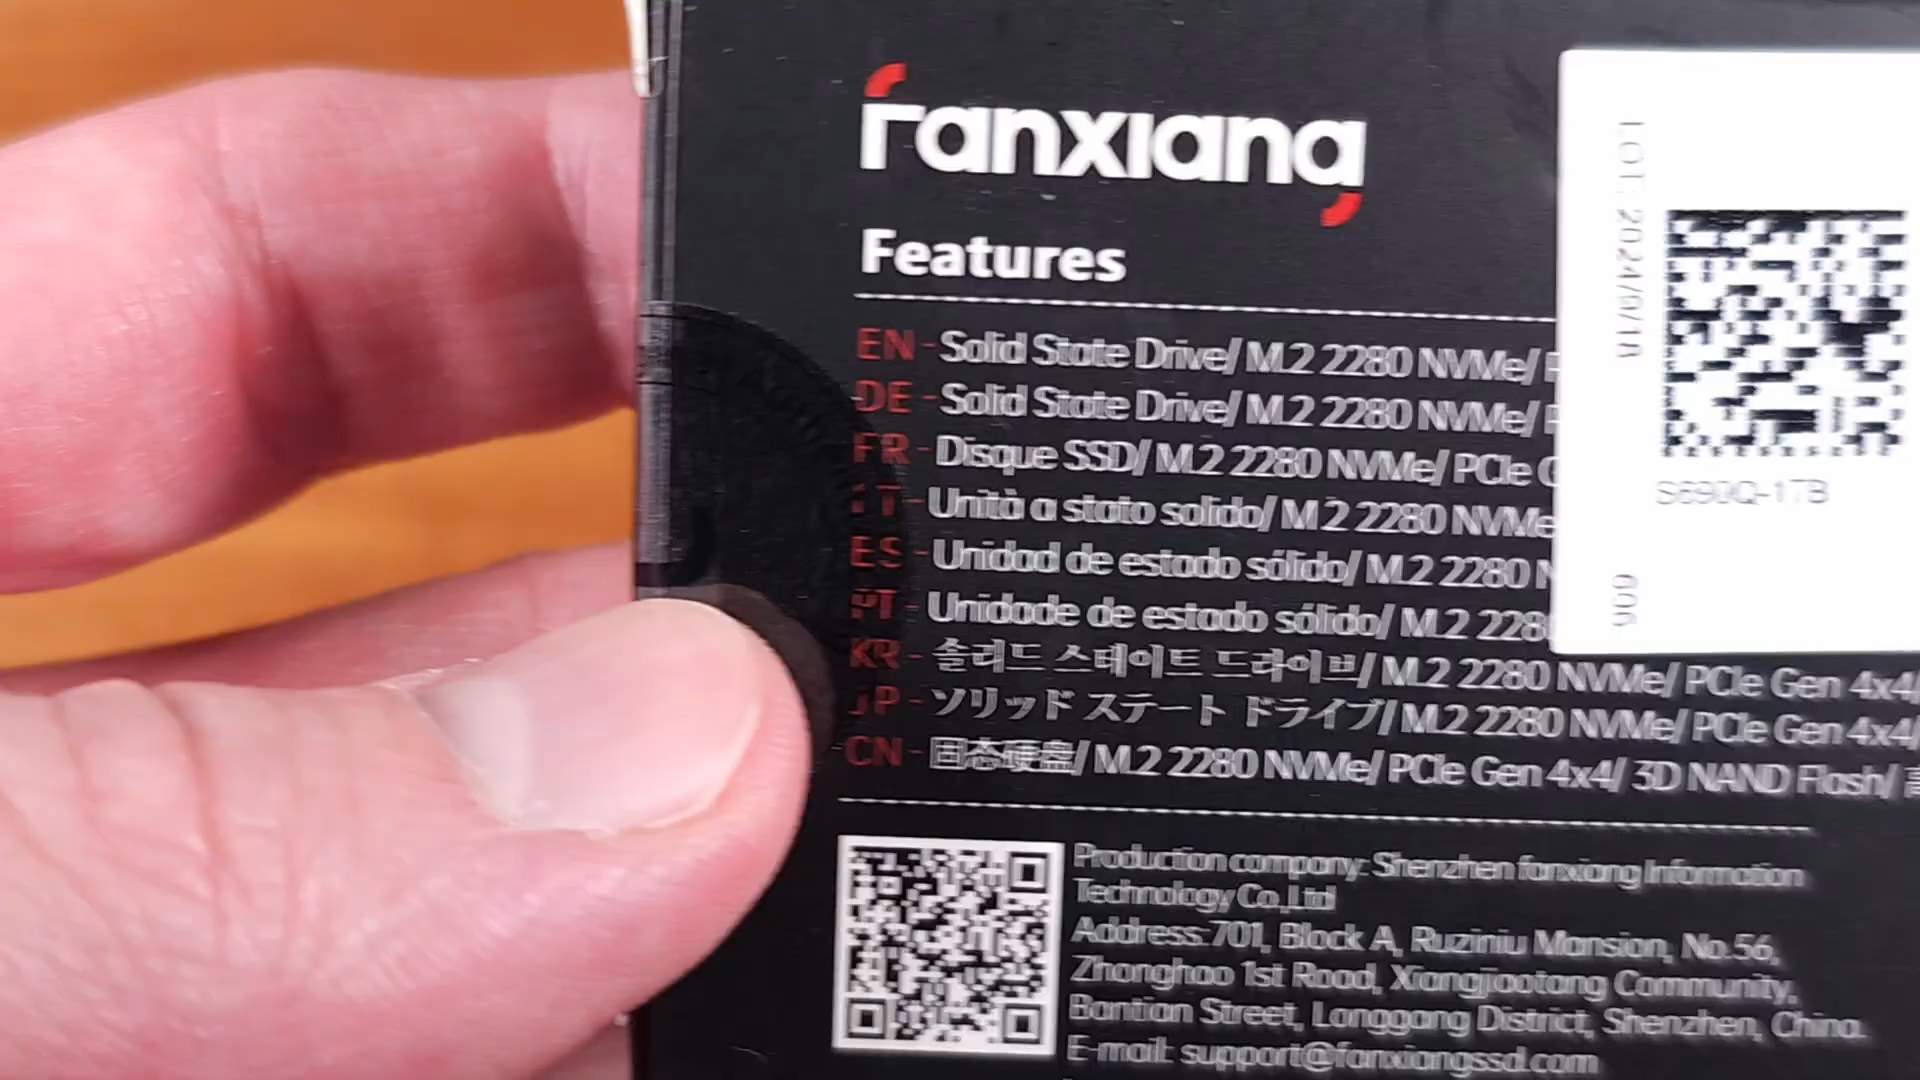 fanxiang
Features
EN - Solid State Drive/ M.2 2280 NVMe/
DE - Solid State Drive/ M.2 2280 NVMe/
FR - Disque SSD/ M.2 2280 NVMe/ PCIe
IT - Unità a stato solido/ M.2 2280 NVMe
ES - Unidad de estado sólido/ M.2 2280
PT - Unidade de estado sólido/ M.2 228
KR - 솔리드 스테이트 드라이브/ M.2 2280 NVMe/ PCIe Gen 4x4/
JP - ソリッド ステート ドライブ/ M.2 2280 NVMe/ PCIe Gen 4x4/
CN - 固态硬盘/ M.2 2280 NVMe/ PCIe Gen 4x4/ 3D NAND Flash/
LOT: 2024/9/18
S690Q-1TB
606
Production company: Shenzhen fanxiang Information
Technology Co.,Ltd
Address:701, Block A, Ruziniu Mansion, No.56,
Zhonghao 1st Road, Xiangjiaotang Community,
Bantian Street, Longgang District, Shenzhen, China.
E-mail: support@fanxiangssd.com